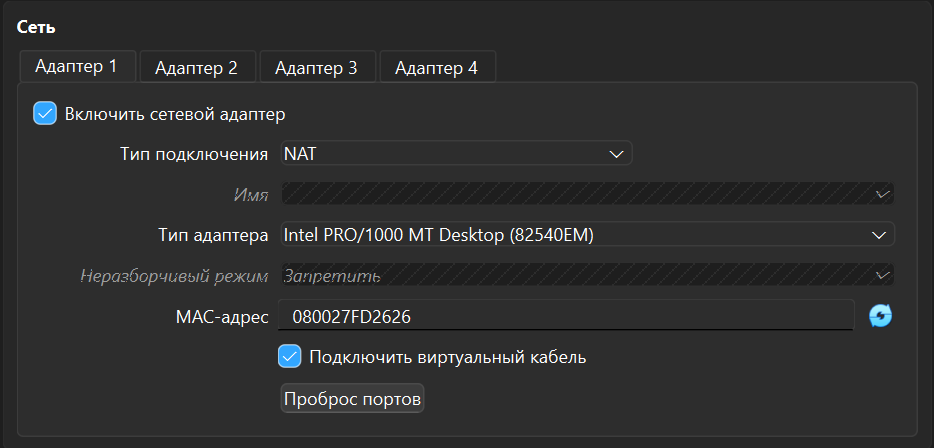 Сеть
Адаптер 1 Адаптер 2 Адаптер 3 Адаптер 4
Включить сетевой адаптер
Тип подключения NAT
Имя
Тип адаптера Intel PRO/1000 MT Desktop (82540EM)
Неразборчивый режим Запретить
MAC-адрес 080027FD2626
Подключить виртуальный кабель
Проброс портов